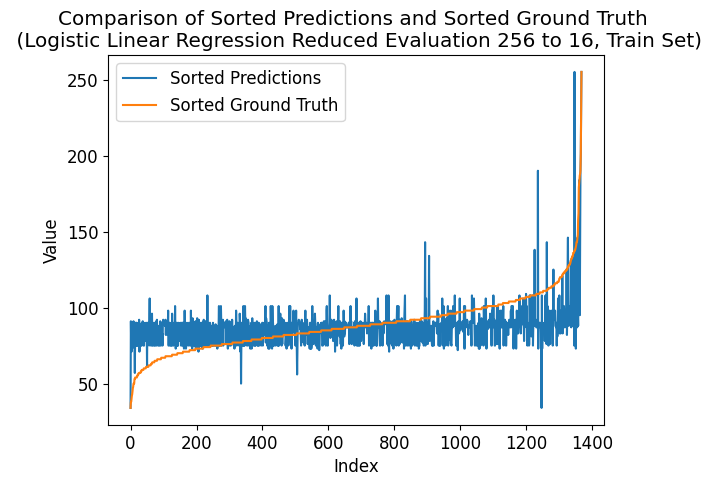 Comparison of Sorted Predictions and Sorted Ground Truth
(Logistic Linear Regression Reduced Evaluation 256 to 16, Train Set)
Sorted Predictions
Sorted Ground Truth
250
200
150
100
50
Value
0 200 400 600 800 1000 1200 1400
Index